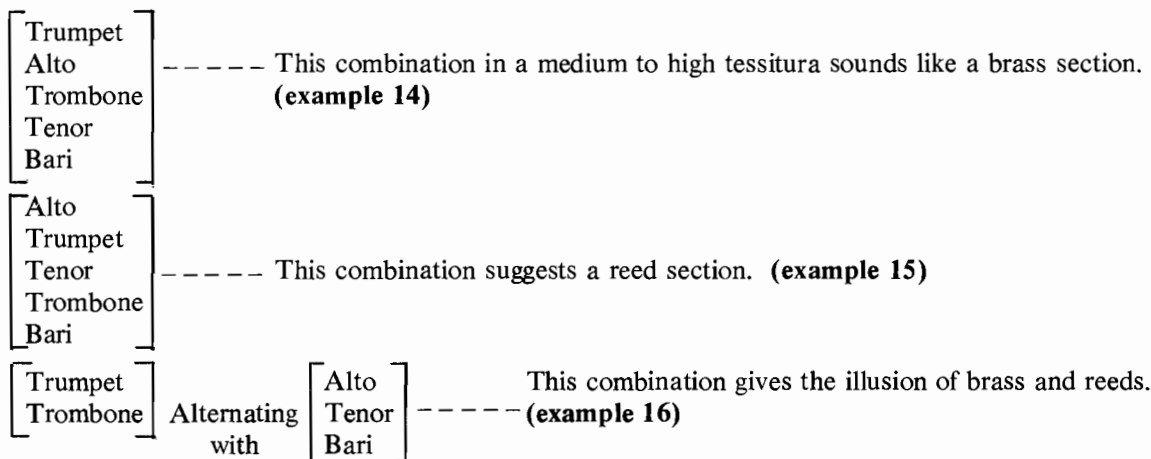 Trumpet
Alto
Trombone
Tenor
Bari
This combination in a medium to high tessitura sounds like a brass section.
(example 14)
Alto
Trumpet
Tenor
Trombone
Bari
This combination suggests a reed section. (example 15)
Trumpet
Trombone
Alternating
with
Alto
Tenor
Bari
This combination gives the illusion of brass and reeds.
(example 16)